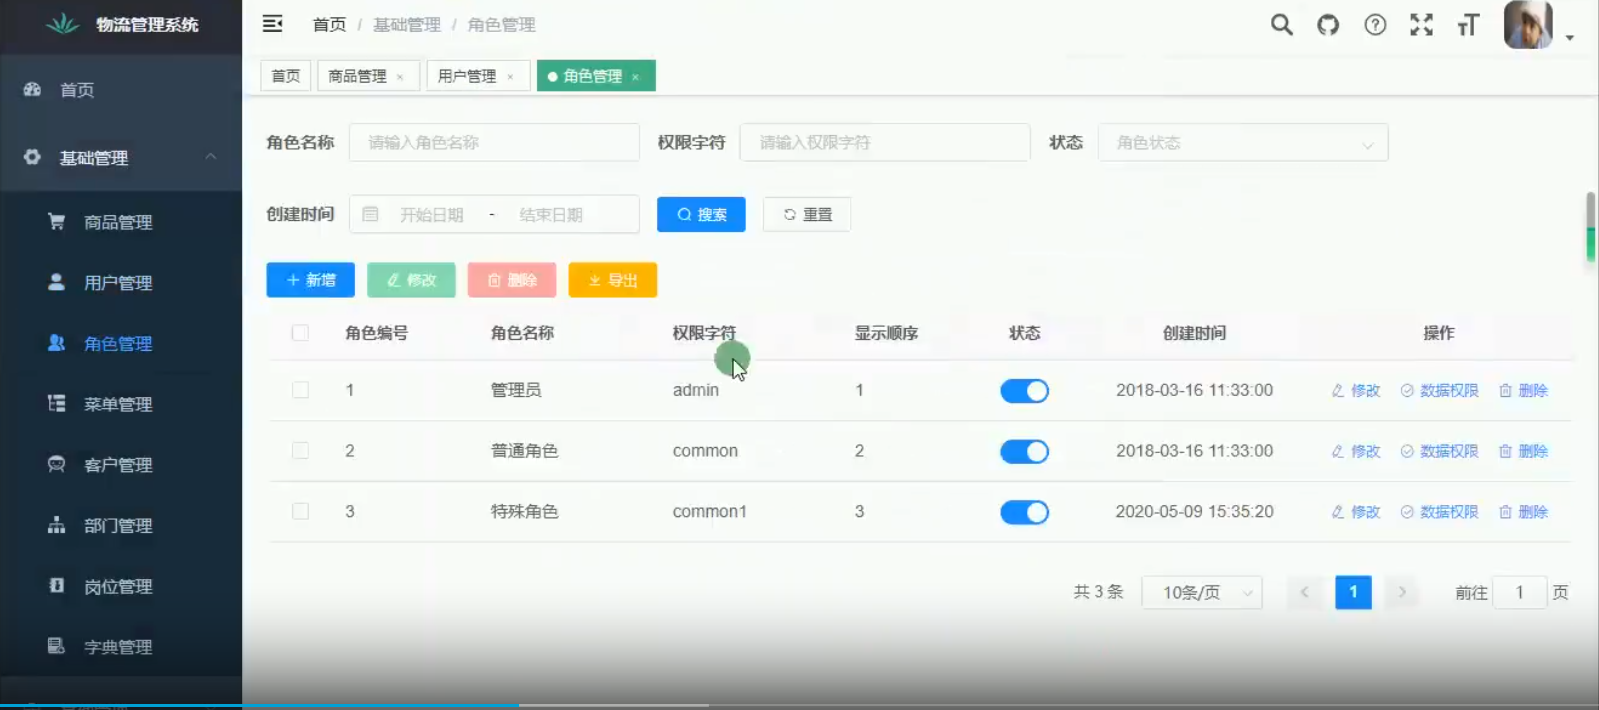 物流管理系统
首页 / 基础管理 / 角色管理
首页 商品管理 × 用户管理 × 角色管理 ×
首页
基础管理
商品管理
用户管理
角色管理
菜单管理
客户管理
部门管理
岗位管理
字典管理
角色名称 请输入角色名称 权限字符 请输入权限字符 状态 角色状态
创建时间 开始日期 - 结束日期 搜索 重置
新增 修改 删除 导出
角色编号 角色名称 权限字符 显示顺序 状态 创建时间 操作
1 管理员 admin 1 2018-03-16 11:33:00 修改 数据权限 删除
2 普通角色 common 2 2018-03-16 11:33:00 修改 数据权限 删除
3 特殊角色 common1 3 2020-05-09 15:35:20 修改 数据权限 删除
共 3 条 10条/页 < 1 > 前往 1 页